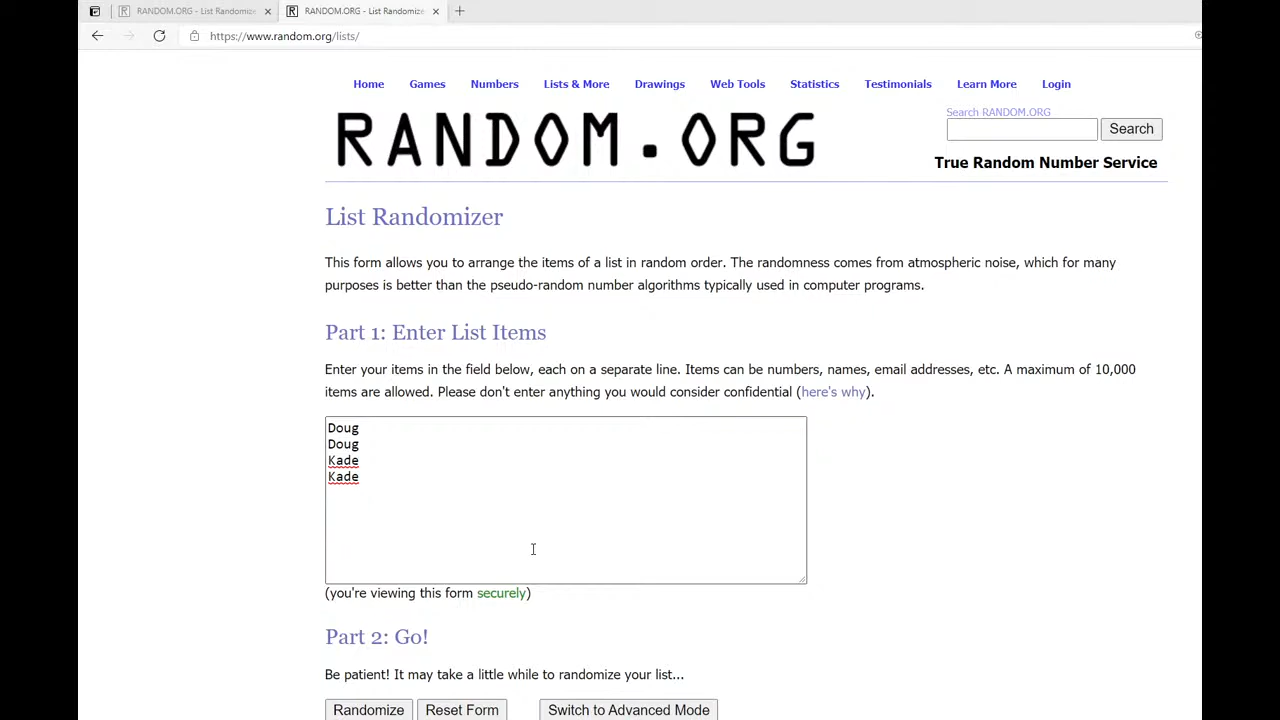 RANDOM.ORG - List Randomize
RANDOM.ORG - List Randomize
https://www.random.org/lists/
Home Games Numbers Lists & More Drawings Web Tools Statistics Testimonials Learn More Login
RANDOM.ORG
Search RANDOM.ORG
Search
True Random Number Service
List Randomizer
This form allows you to arrange the items of a list in random order. The randomness comes from atmospheric noise, which for many
purposes is better than the pseudo-random number algorithms typically used in computer programs.
Part 1: Enter List Items
Enter your items in the field below, each on a separate line. Items can be numbers, names, email addresses, etc. A maximum of 10,000
items are allowed. Please don't enter anything you would consider confidential (here's why).
Doug
Doug
Kade
Kade
(you're viewing this form securely)
Part 2: Go!
Be patient! It may take a little while to randomize your list...
Randomize Reset Form Switch to Advanced Mode